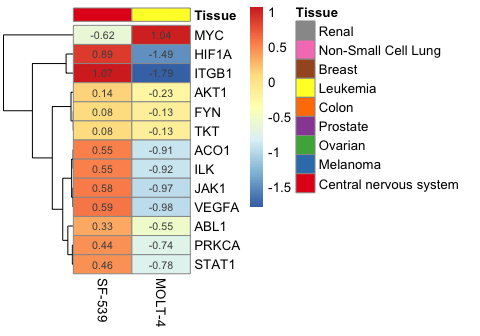 Tissue
-0.62 1.04 MYC
0.89 -1.49 HIF1A
1.07 -1.79 ITGB1
0.14 -0.23 AKT1
0.08 -0.13 FYN
0.08 -0.13 TKT
0.55 -0.91 ACO1
0.55 -0.92 ILK
0.58 -0.97 JAK1
0.59 -0.98 VEGFA
0.33 -0.55 ABL1
0.44 -0.74 PRKCA
0.46 -0.78 STAT1
SF-539
MOLT-4
1
0.5
0
-0.5
-1
-1.5
Tissue
Renal
Non-Small Cell Lung
Breast
Leukemia
Colon
Prostate
Ovarian
Melanoma
Central nervous system